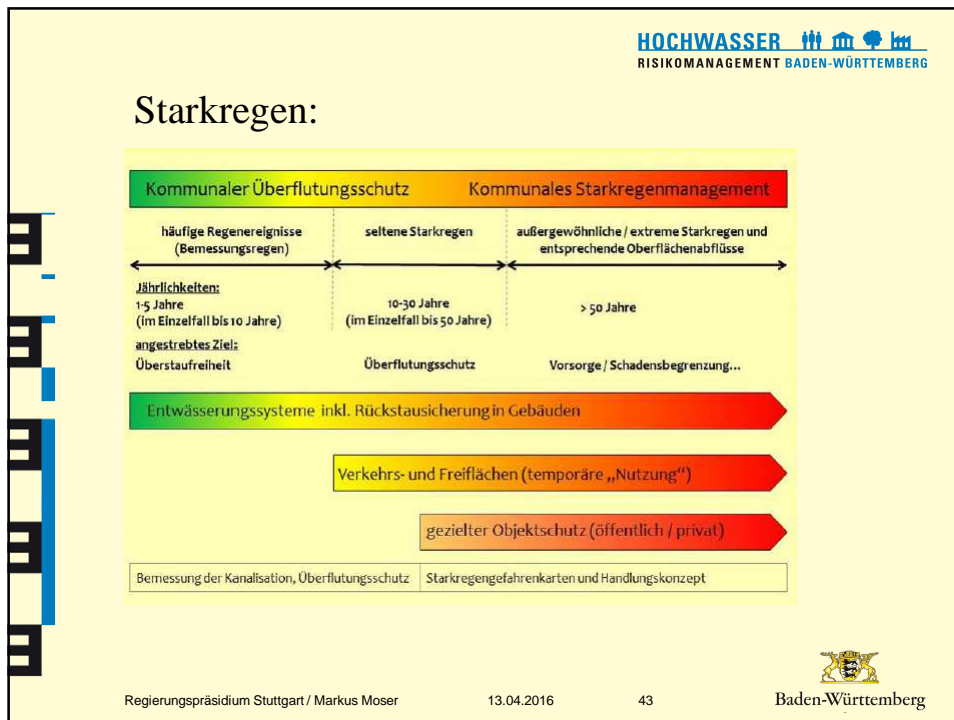 HOCHWASSER
RISIKOMANAGEMENT BADEN-WÜRTTEMBERG
Starkregen:
Kommunaler Überflutungsschutz Kommunales Starkregenmanagement
häufige Regenereignisse
(Bemessungsregen)
seltene Starkregen
außergewöhnliche / extreme Starkregen und
entsprechende Oberflächenabflüsse
Jährlichkeiten:
1-5 Jahre
(im Einzelfall bis 10 Jahre)
10-30 Jahre
(im Einzelfall bis 50 Jahre)
> 50 Jahre
angestrebtes Ziel:
Überstaufreiheit
Überflutungsschutz
Vorsorge / Schadensbegrenzung...
Entwässerungssysteme inkl. Rückstausicherung in Gebäuden
Verkehrs- und Freiflächen (temporäre „Nutzung“)
gezielter Objektschutz (öffentlich / privat)
Bemessung der Kanalisation, Überflutungsschutz
Starkregengefahrenkarten und Handlungskonzept
Regierungspräsidium Stuttgart / Markus Moser 13.04.2016 43
Baden-Württemberg